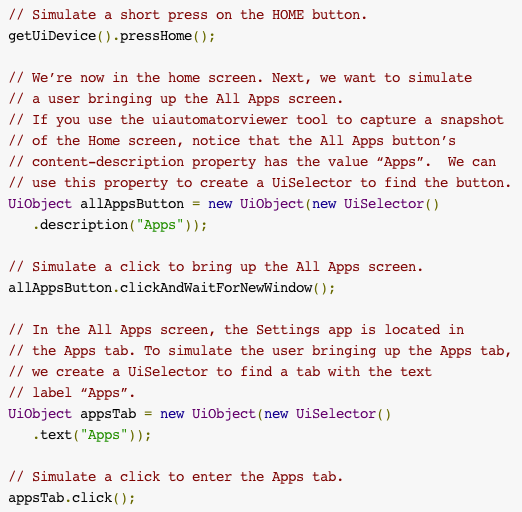 // Simulate a short press on the HOME button.
getUiDevice().pressHome();
// We’re now in the home screen. Next, we want to simulate
// a user bringing up the All Apps screen.
// If you use the uiautomatorviewer tool to capture a snapshot
// of the Home screen, notice that the All Apps button’s
// content-description property has the value “Apps”.  We can
// use this property to create a UiSelector to find the button.
UiObject allAppsButton = new UiObject(new UiSelector()
   .description("Apps"));
// Simulate a click to bring up the All Apps screen.
allAppsButton.clickAndWaitForNewWindow();
// In the All Apps screen, the Settings app is located in
// the Apps tab. To simulate the user bringing up the Apps tab,
// we create a UiSelector to find a tab with the text
// label “Apps”.
UiObject appsTab = new UiObject(new UiSelector()
   .text("Apps"));
// Simulate a click to enter the Apps tab.
appsTab.click();